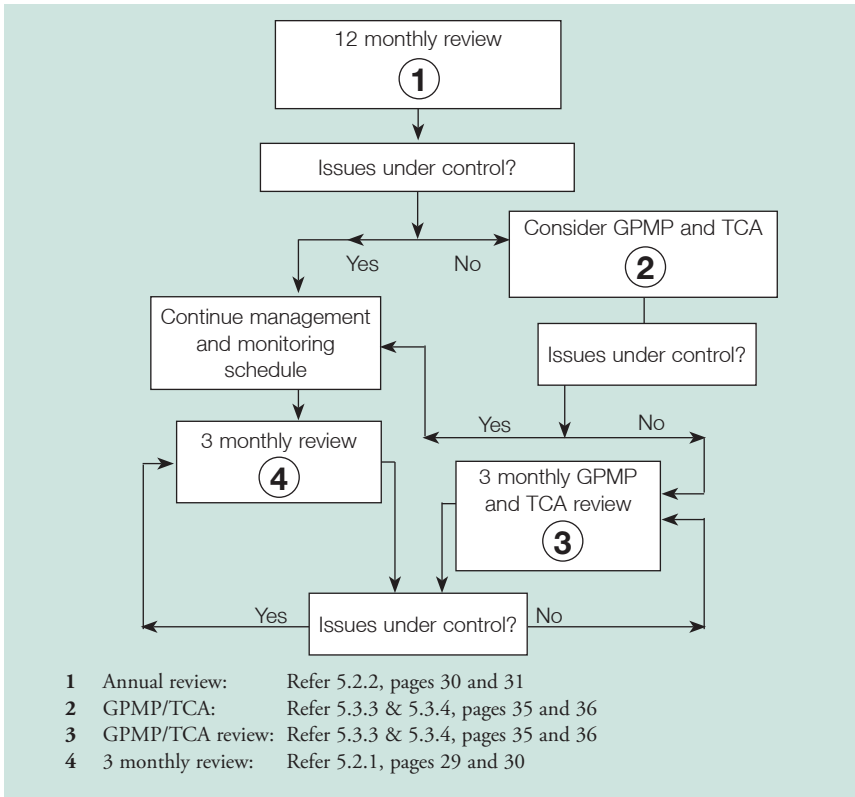 12 monthly review
1
Issues under control?
Consider GPMP and TCA
2
Yes No
Continue management
and monitoring
schedule
Issues under control?
Yes No
3 monthly review
4
3 monthly GPMP
and TCA review
3
Yes Issues under control? No
1 Annual review: Refer 5.2.2, pages 30 and 31
2 GPMP/TCA: Refer 5.3.3 & 5.3.4, pages 35 and 36
3 GPMP/TCA review: Refer 5.3.3 & 5.3.4, pages 35 and 36
4 3 monthly review: Refer 5.2.1, pages 29 and 30